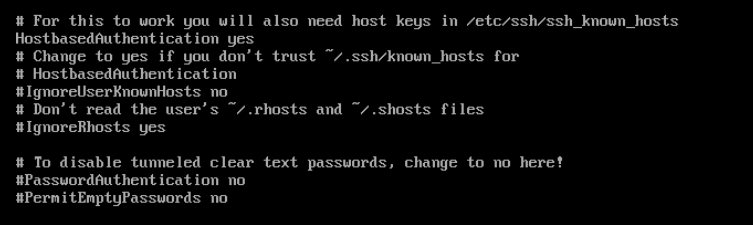 # For this to work you will also need host keys in /etc/ssh/ssh_known_hosts
HostbasedAuthentication yes
# Change to yes if you don't trust ~/.ssh/known_hosts for
# HostbasedAuthentication
#IgnoreUserKnownHosts no
# Don't read the user's ~/.rhosts and ~/.shosts files
#IgnoreRhosts yes

# To disable tunneled clear text passwords, change to no here!
#PasswordAuthentication no
#PermitEmptyPasswords no